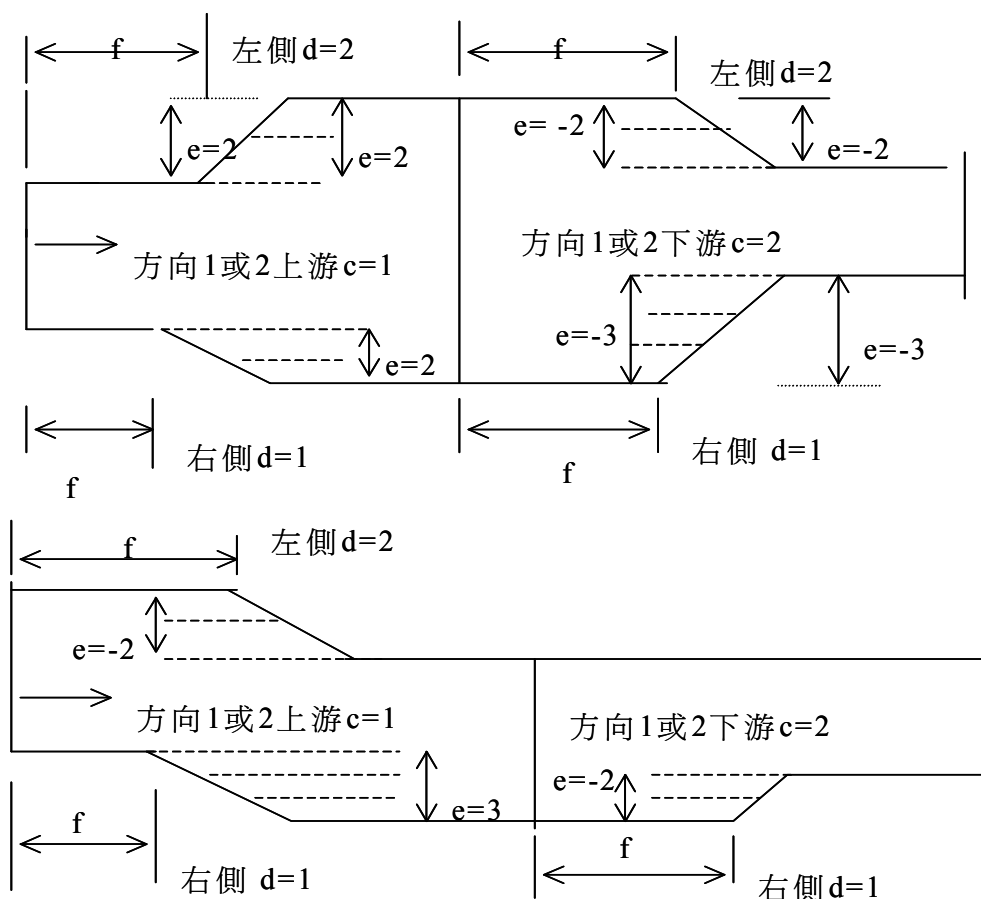 f
左側d=2
f
左側d=2
e=2
e=2
e= -2
e=-2
方向1或2上游c=1
方向1或2下游c=2
e=2
e=-3
e=-3
f
右側d=1
f
右側 d=1
f
左側d=2
e=-2
方向1或2上游c=1
方向1或2下游c=2
e=3
e=-2
f
右側 d=1
f
右側d=1